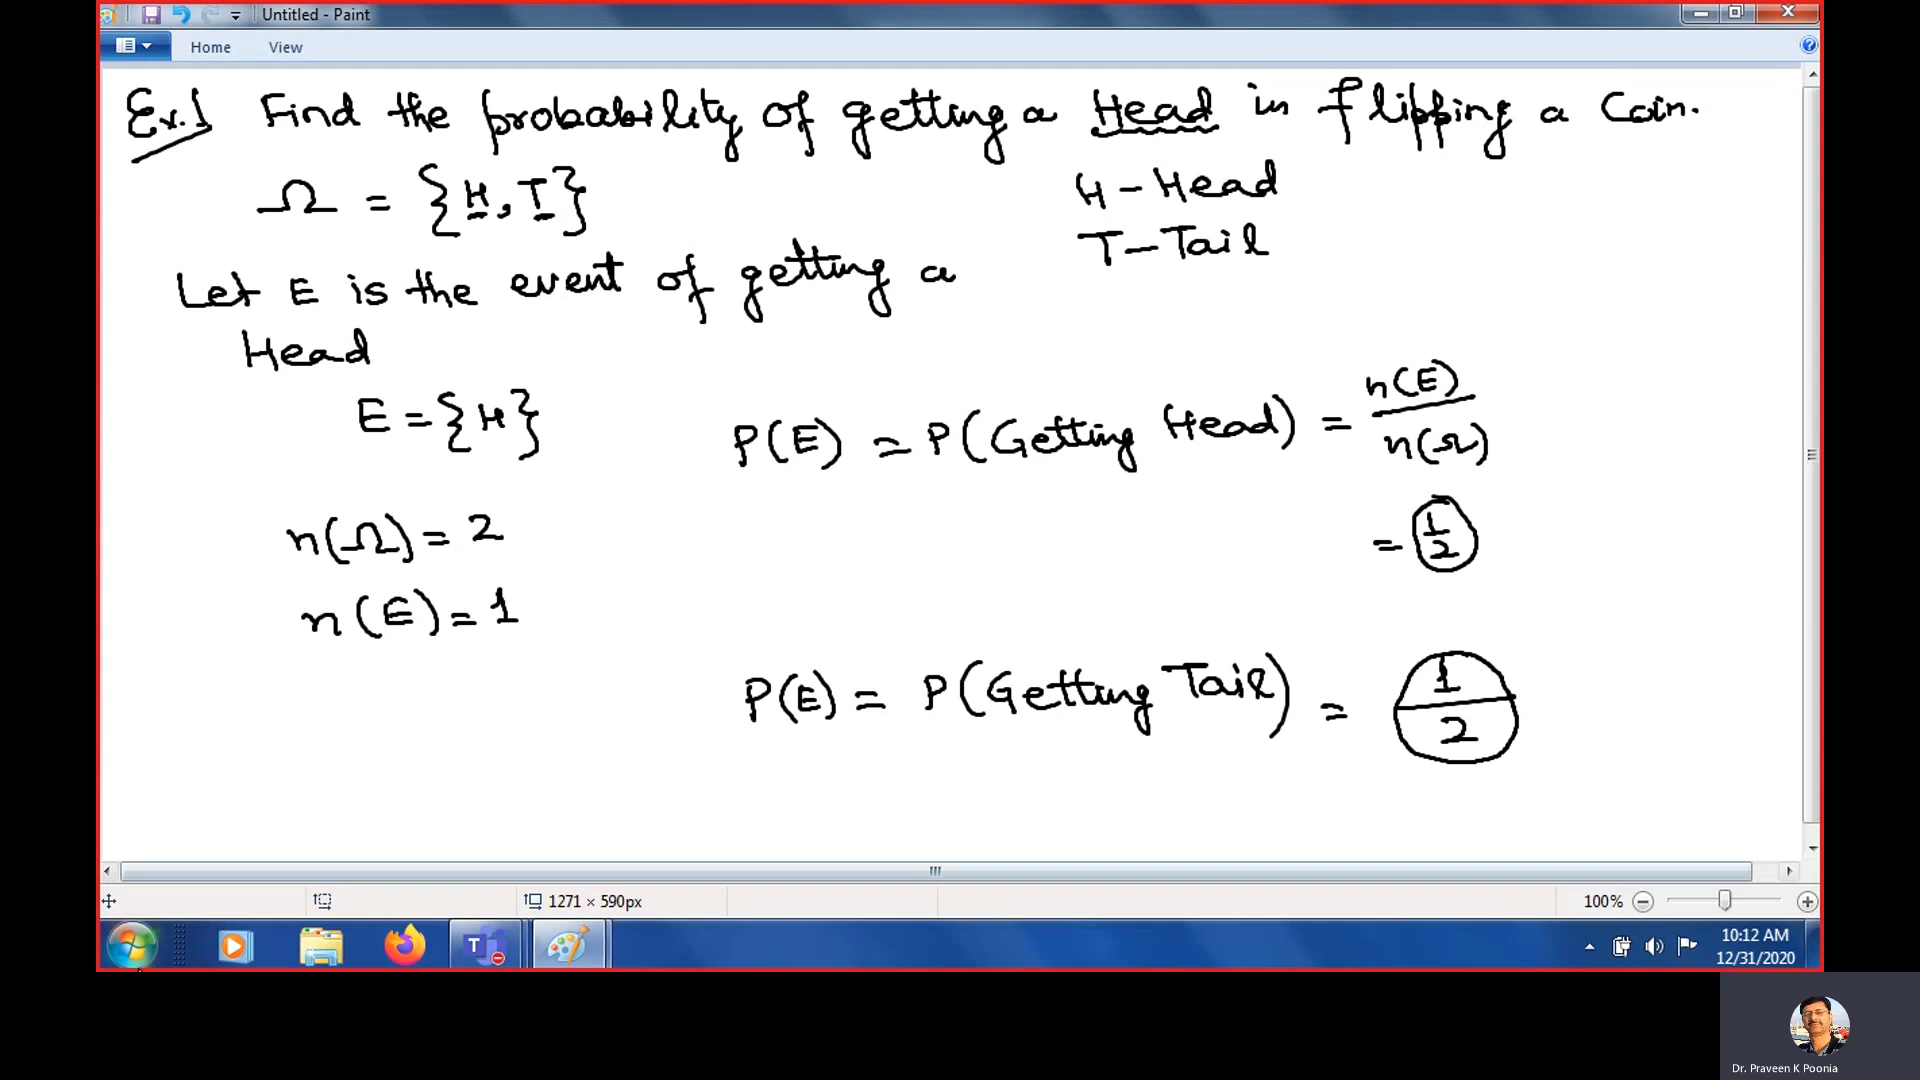 Untitled - Paint
Home View
Ex.1 Find the probability of getting a Head in flipping a Coin.
Ω = {H, T}
H - Head
T - Tail
Let E is the event of getting a
Head
E = {H}
P(E) = P(Getting Head) = n(E)/n(Ω)
= 1/2
n(Ω) = 2
n(E) = 1
P(E) = P(Getting Tail) = 1/2
1271 × 590px
100%
T
10:12 AM
12/31/2020
Dr. Praveen K Poonia